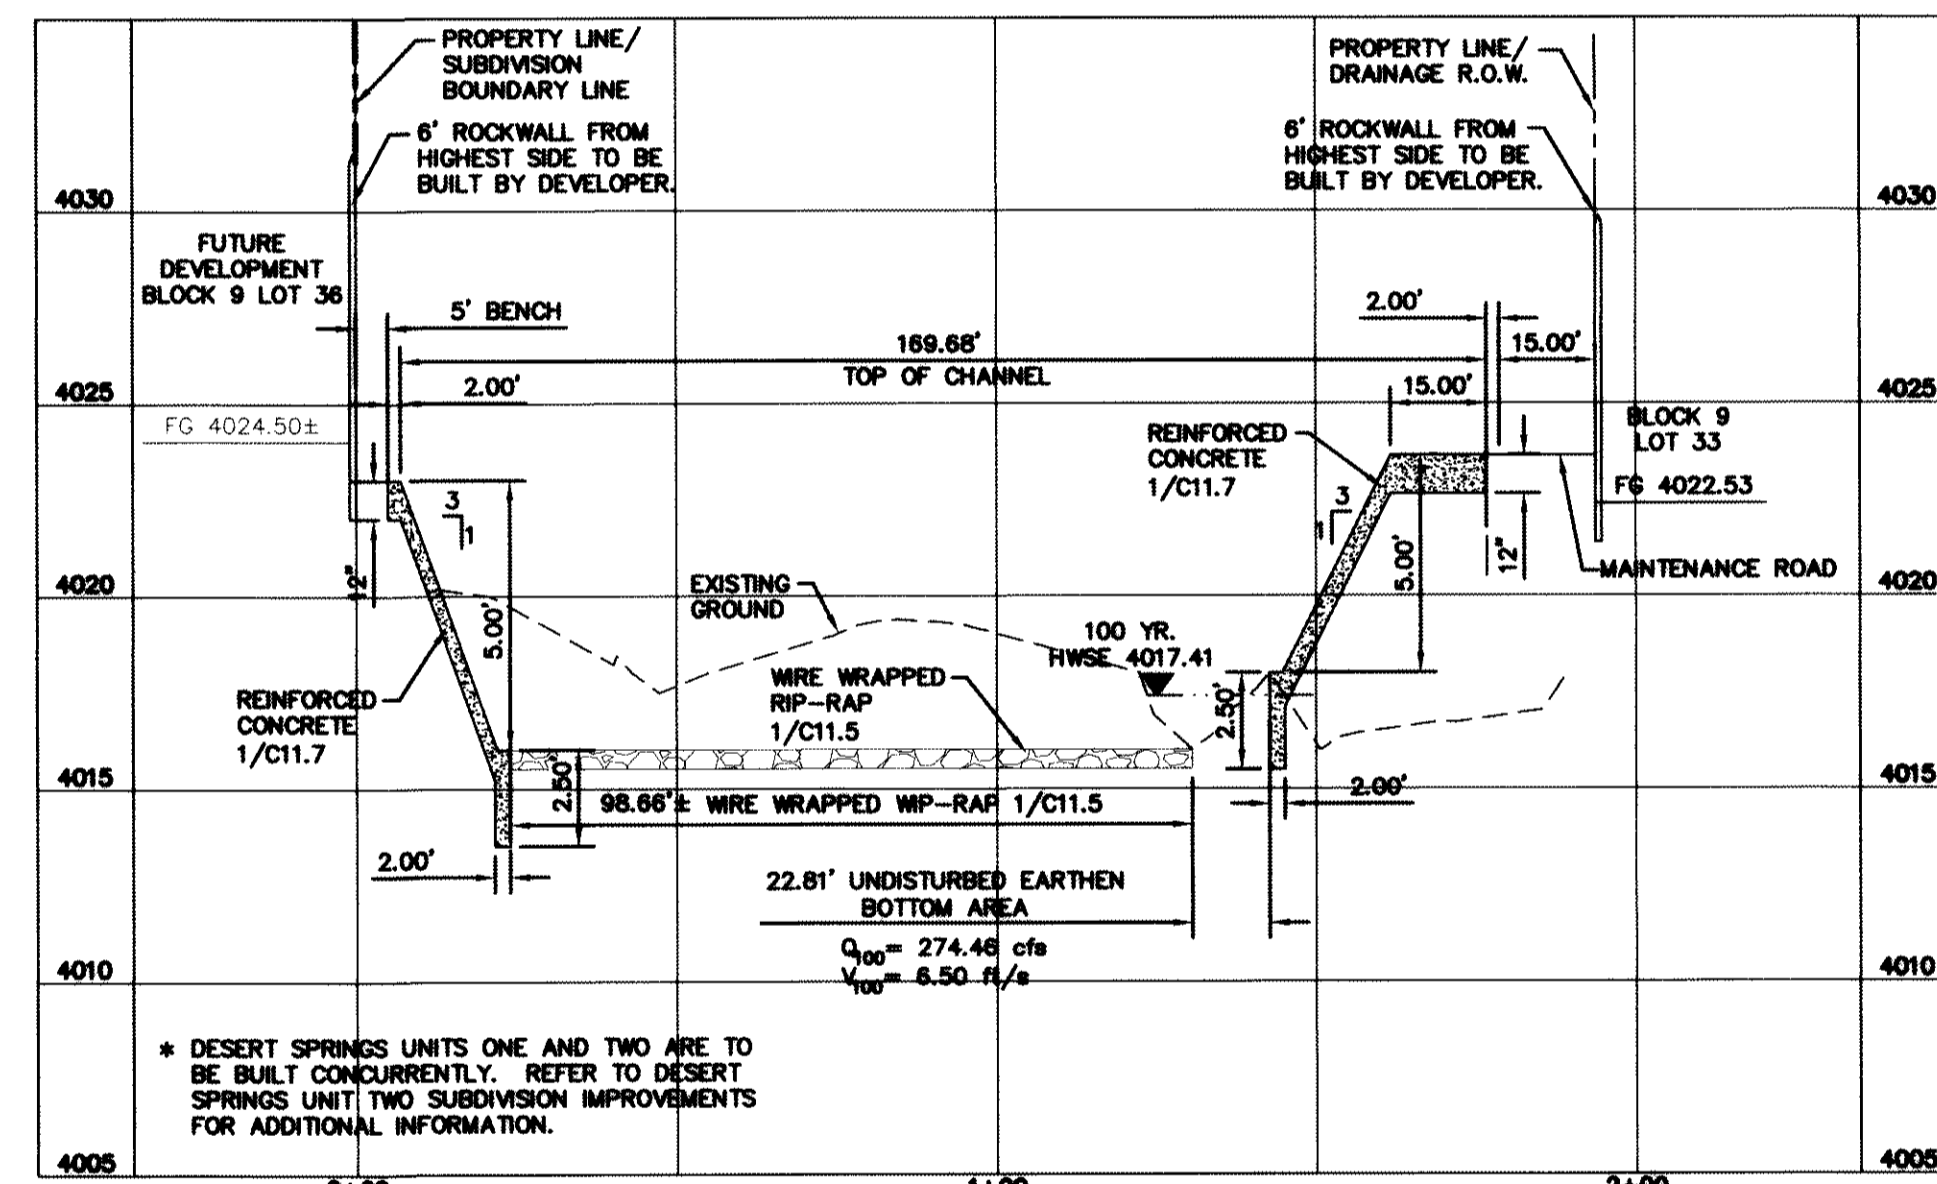 PROPERTY LINE/
SUBDIVISION
BOUNDARY LINE
6' ROCKWALL FROM
HIGHEST SIDE TO BE
BUILT BY DEVELOPER.
PROPERTY LINE/
DRAINAGE R.O.W.
6' ROCKWALL FROM
HIGHEST SIDE TO BE
BUILT BY DEVELOPER.
4030
4030
FUTURE
DEVELOPMENT
BLOCK 9 LOT 36
5' BENCH
2.00'
169.68'
TOP OF CHANNEL
15.00'
2.00'
15.00'
4025
4025
FG 4024.50±
REINFORCED
CONCRETE
1/C11.7
BLOCK 9
LOT 33
FG 4022.53
3
1
3
1
12"
5.00'
5.00'
12"
MAINTENANCE ROAD
4020
4020
EXISTING
GROUND
100 YR.
HWSE 4017.41
WIRE WRAPPED
RIP-RAP
1/C11.5
REINFORCED
CONCRETE
1/C11.7
2.50'
2.50'
4015
4015
98.66'± WIRE WRAPPED WIP-RAP 1/C11.5
2.00'
2.00'
22.81' UNDISTURBED EARTHEN
BOTTOM AREA
Q100= 274.46 cfs
V100= 6.50 ft/s
4010
4010
* DESERT SPRINGS UNITS ONE AND TWO ARE TO
BE BUILT CONCURRENTLY. REFER TO DESERT
SPRINGS UNIT TWO SUBDIVISION IMPROVEMENTS
FOR ADDITIONAL INFORMATION.
4005
4005